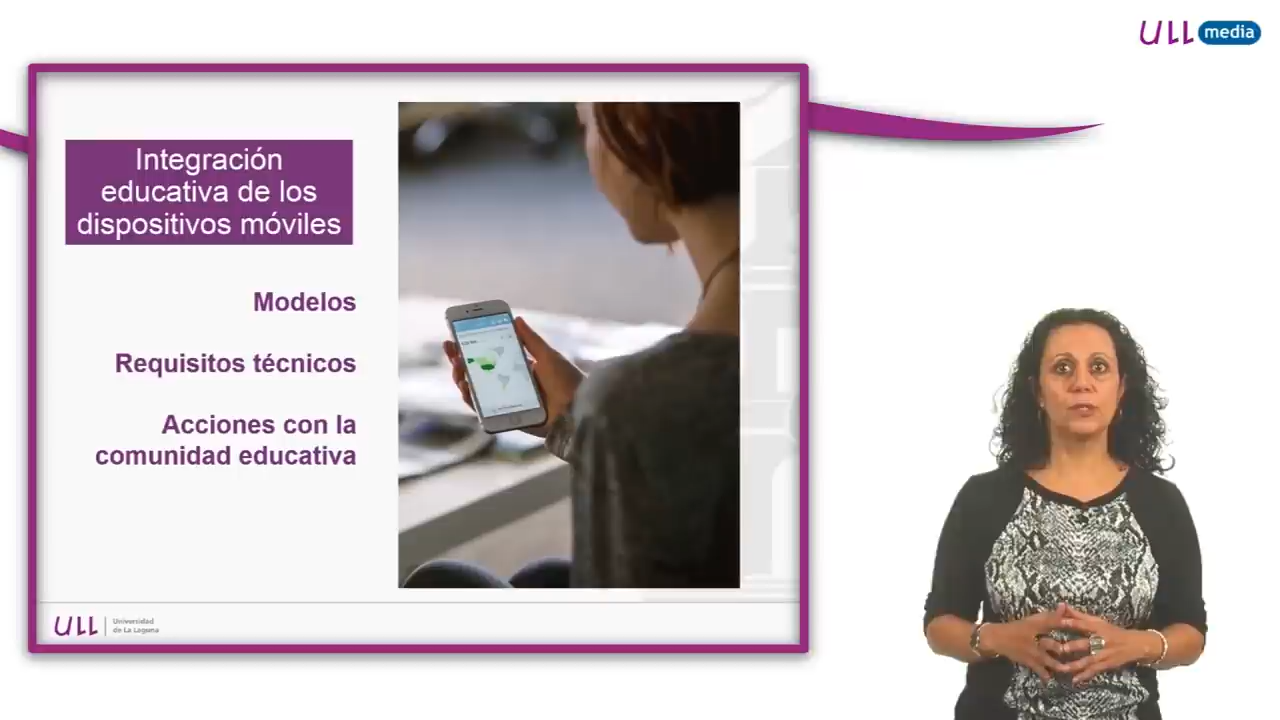 ULL media
Integración
educativa de los
dispositivos móviles
Modelos
Requisitos técnicos
Acciones con la
comunidad educativa
ULL
Universidad
de La Laguna